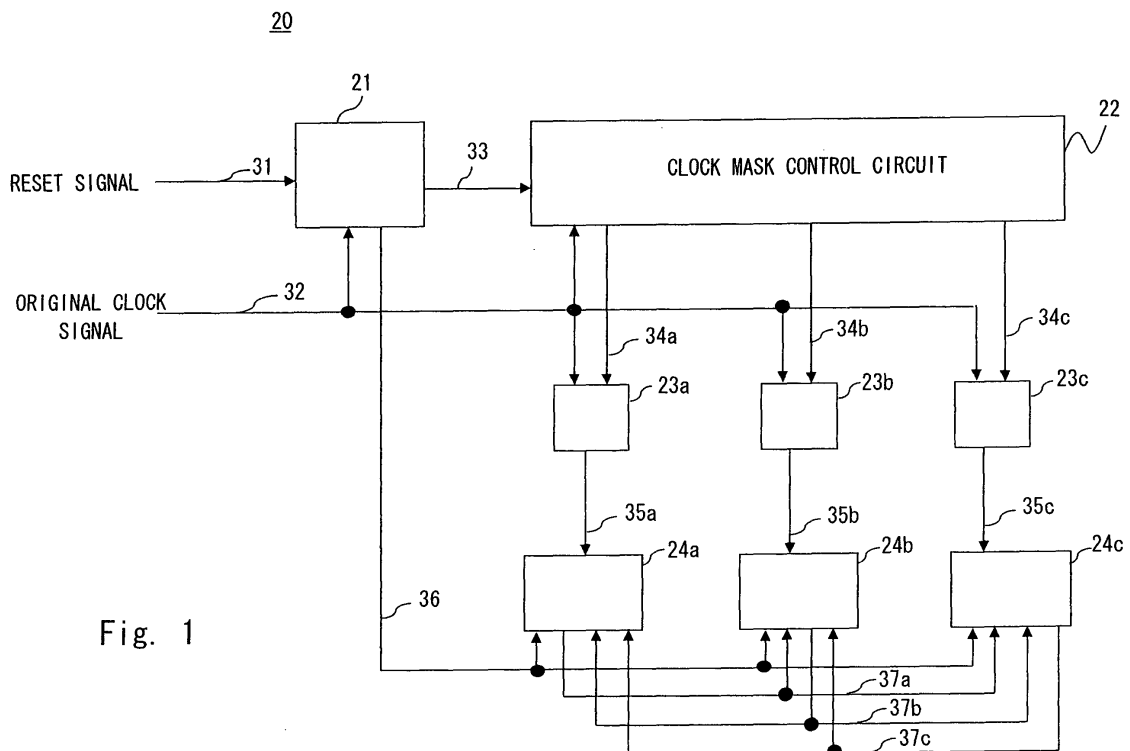 20
21
22
CLOCK MASK CONTROL CIRCUIT
RESET SIGNAL
31
33
ORIGINAL CLOCK
SIGNAL
32
34a
34b
34c
23a
23b
23c
35a
35b
35c
24a
24b
24c
36
Fig. 1
37a
37b
37c